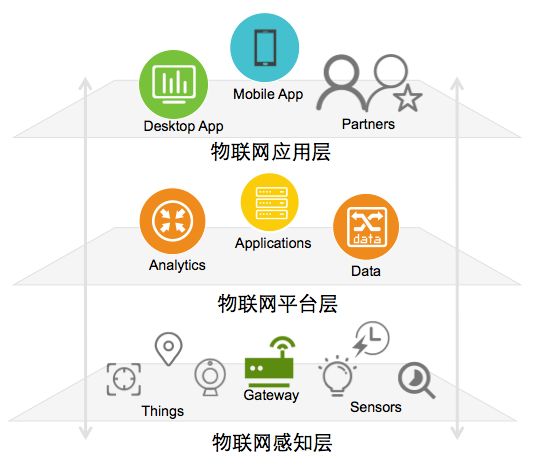 Mobile App
Desktop App
Partners
物联网应用层
Applications
Analytics
data
Data
物联网平台层
Gateway
Things
Sensors
物联网感知层